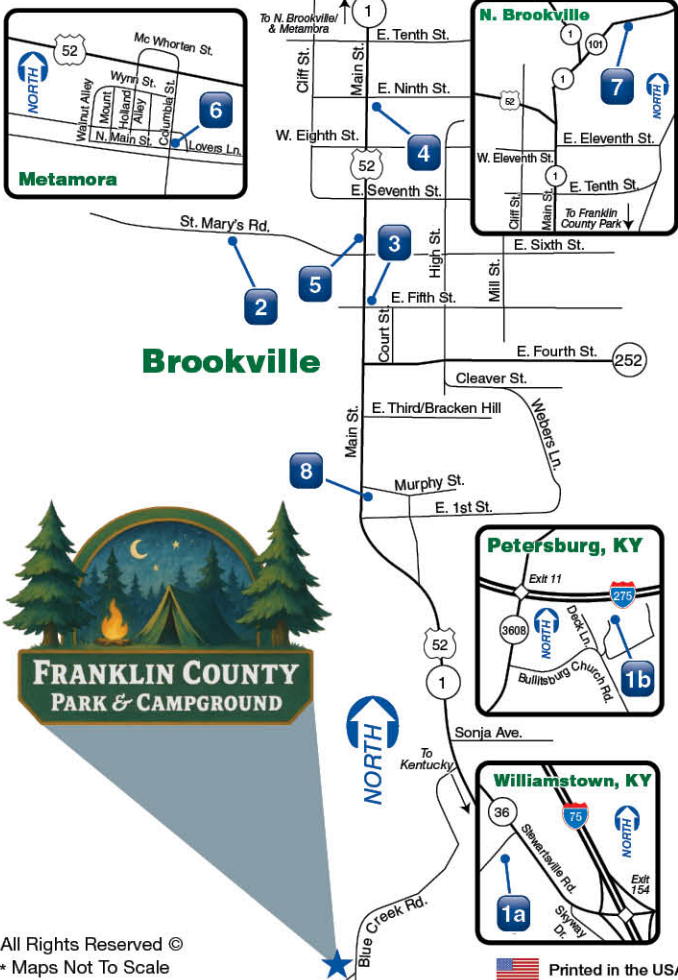 Mc Whorten St.
52
Wynn St.
NORTH
Walnut Alley
Mount
Holland
Alley
Columbia St.
6
N. Main St.
Lovers Ln.
Metamora
To N. Brookville/
& Metamora
1
E. Tenth St.
Cliff St.
Main St.
E. Ninth St.
4
W. Eighth St.
52
E. Seventh St.
N. Brookville
1
101
7
1
52
NORTH
E. Eleventh St.
W. Eleventh St.
1
E. Tenth St.
Cliff St.
Main St.
To Franklin
County Park
St. Mary's Rd.
2
5
3
High St.
E. Sixth St.
Mill St.
E. Fifth St.
Court St.
Brookville
E. Fourth St.
252
Cleaver St.
Main St.
E. Third/Bracken Hill
Webers Ln.
8
Murphy St.
E. 1st St.
Petersburg, KY
Exit 11
275
3608
NORTH
Deck Ln.
Bullitsburg Church Rd.
1b
52
1
FRANKLIN COUNTY
PARK & CAMPGROUND
NORTH
Sonja Ave.
To
Kentucky
Williamstown, KY
36
75
NORTH
Stewartsville Rd.
Exit
154
1a
Skyway
Dr.
Blue Creek Rd.
All Rights Reserved ©
* Maps Not To Scale
Printed in the USA